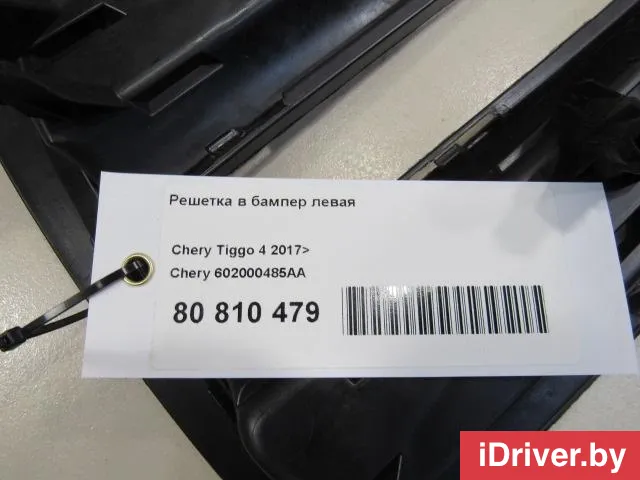 Решетка в бампер левая
Chery Tiggo 4 2017>
Chery 602000485AA
80 810 479
iDriver.by